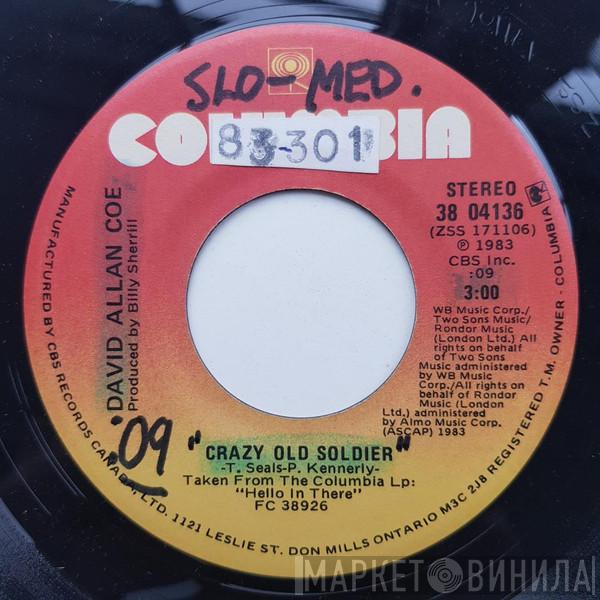 SLO-MED.
COLUMBIA
83-301
STEREO
38 04136
(ZSS 171106)
℗ 1983
CBS Inc.
:09
3:00
WB Music Corp./
Two Sons Music/
Rondor Music
(London Ltd.) All
rights on behalf
of Two Sons
Music administered
by WB Music
Corp./All rights on
behalf of Rondor
Music (London
Ltd.) administered
by Almo Music Corp.
(ASCAP) 1983
DAVID ALLAN COE
Produced by Billy Sherrill
:09
"CRAZY OLD SOLDIER"
-T. Seals-P. Kennerly-
Taken From The Columbia Lp:
"Hello In There"
FC 38926
MANUFACTURED BY CBS RECORDS CANADA, LTD. 1121 LESLIE ST. DON MILLS ONTARIO M3C 2J8 REGISTERED T.M. OWNER - COLUMBIA
МАРКЕТ ВИНИЛА